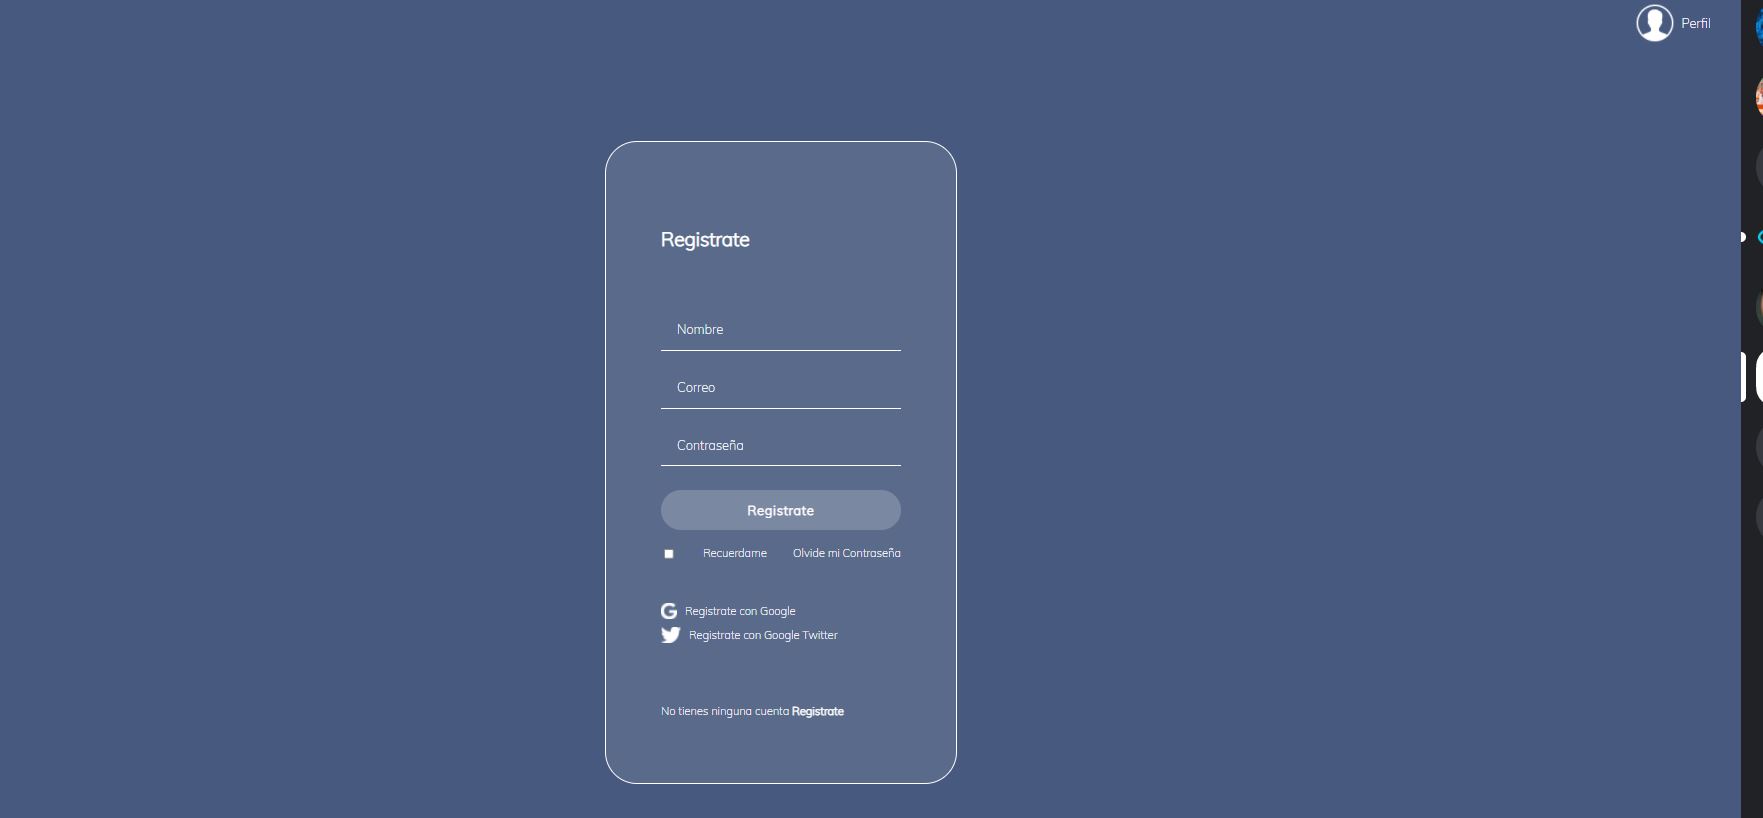 Perfil
Registrate
Nombre
Correo
Contraseña
Registrate
Recuerdame Olvide mi Contraseña
Registrate con Google
Registrate con Google Twitter
No tienes ninguna cuenta Registrate